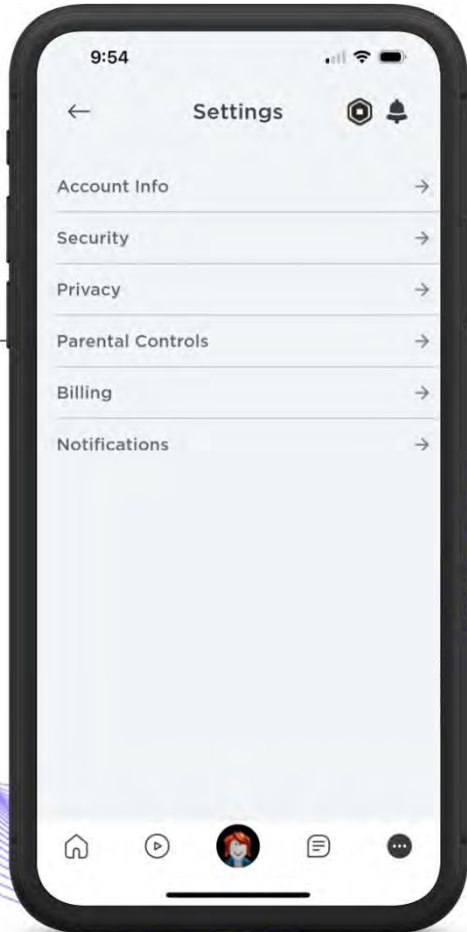 9:54
Settings
Account Info
Security
Privacy
Parental Controls
Billing
Notifications